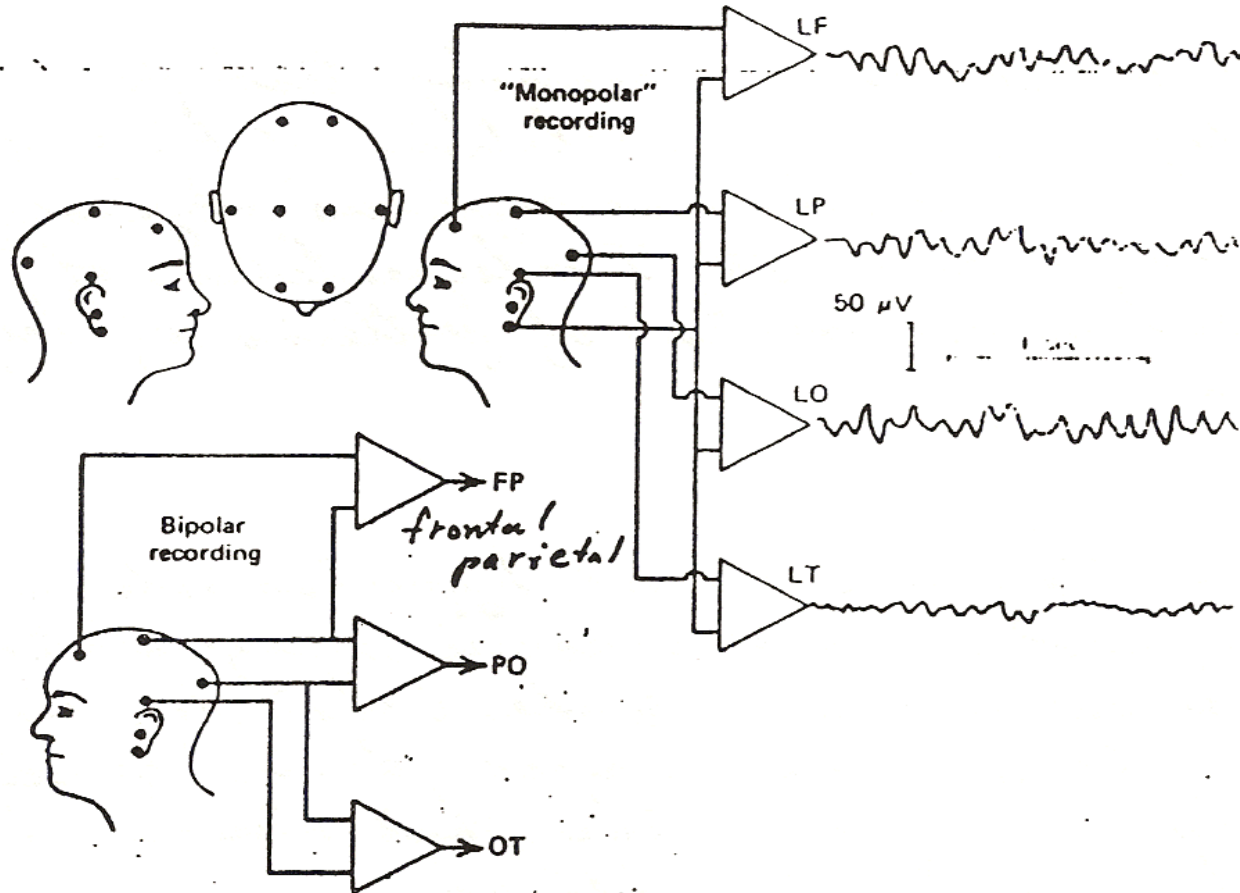 LF
"Monopolar"
recording
LP
50 μV
LO
FP
frontal
parietal
Bipolar
recording
LT
PO
OT